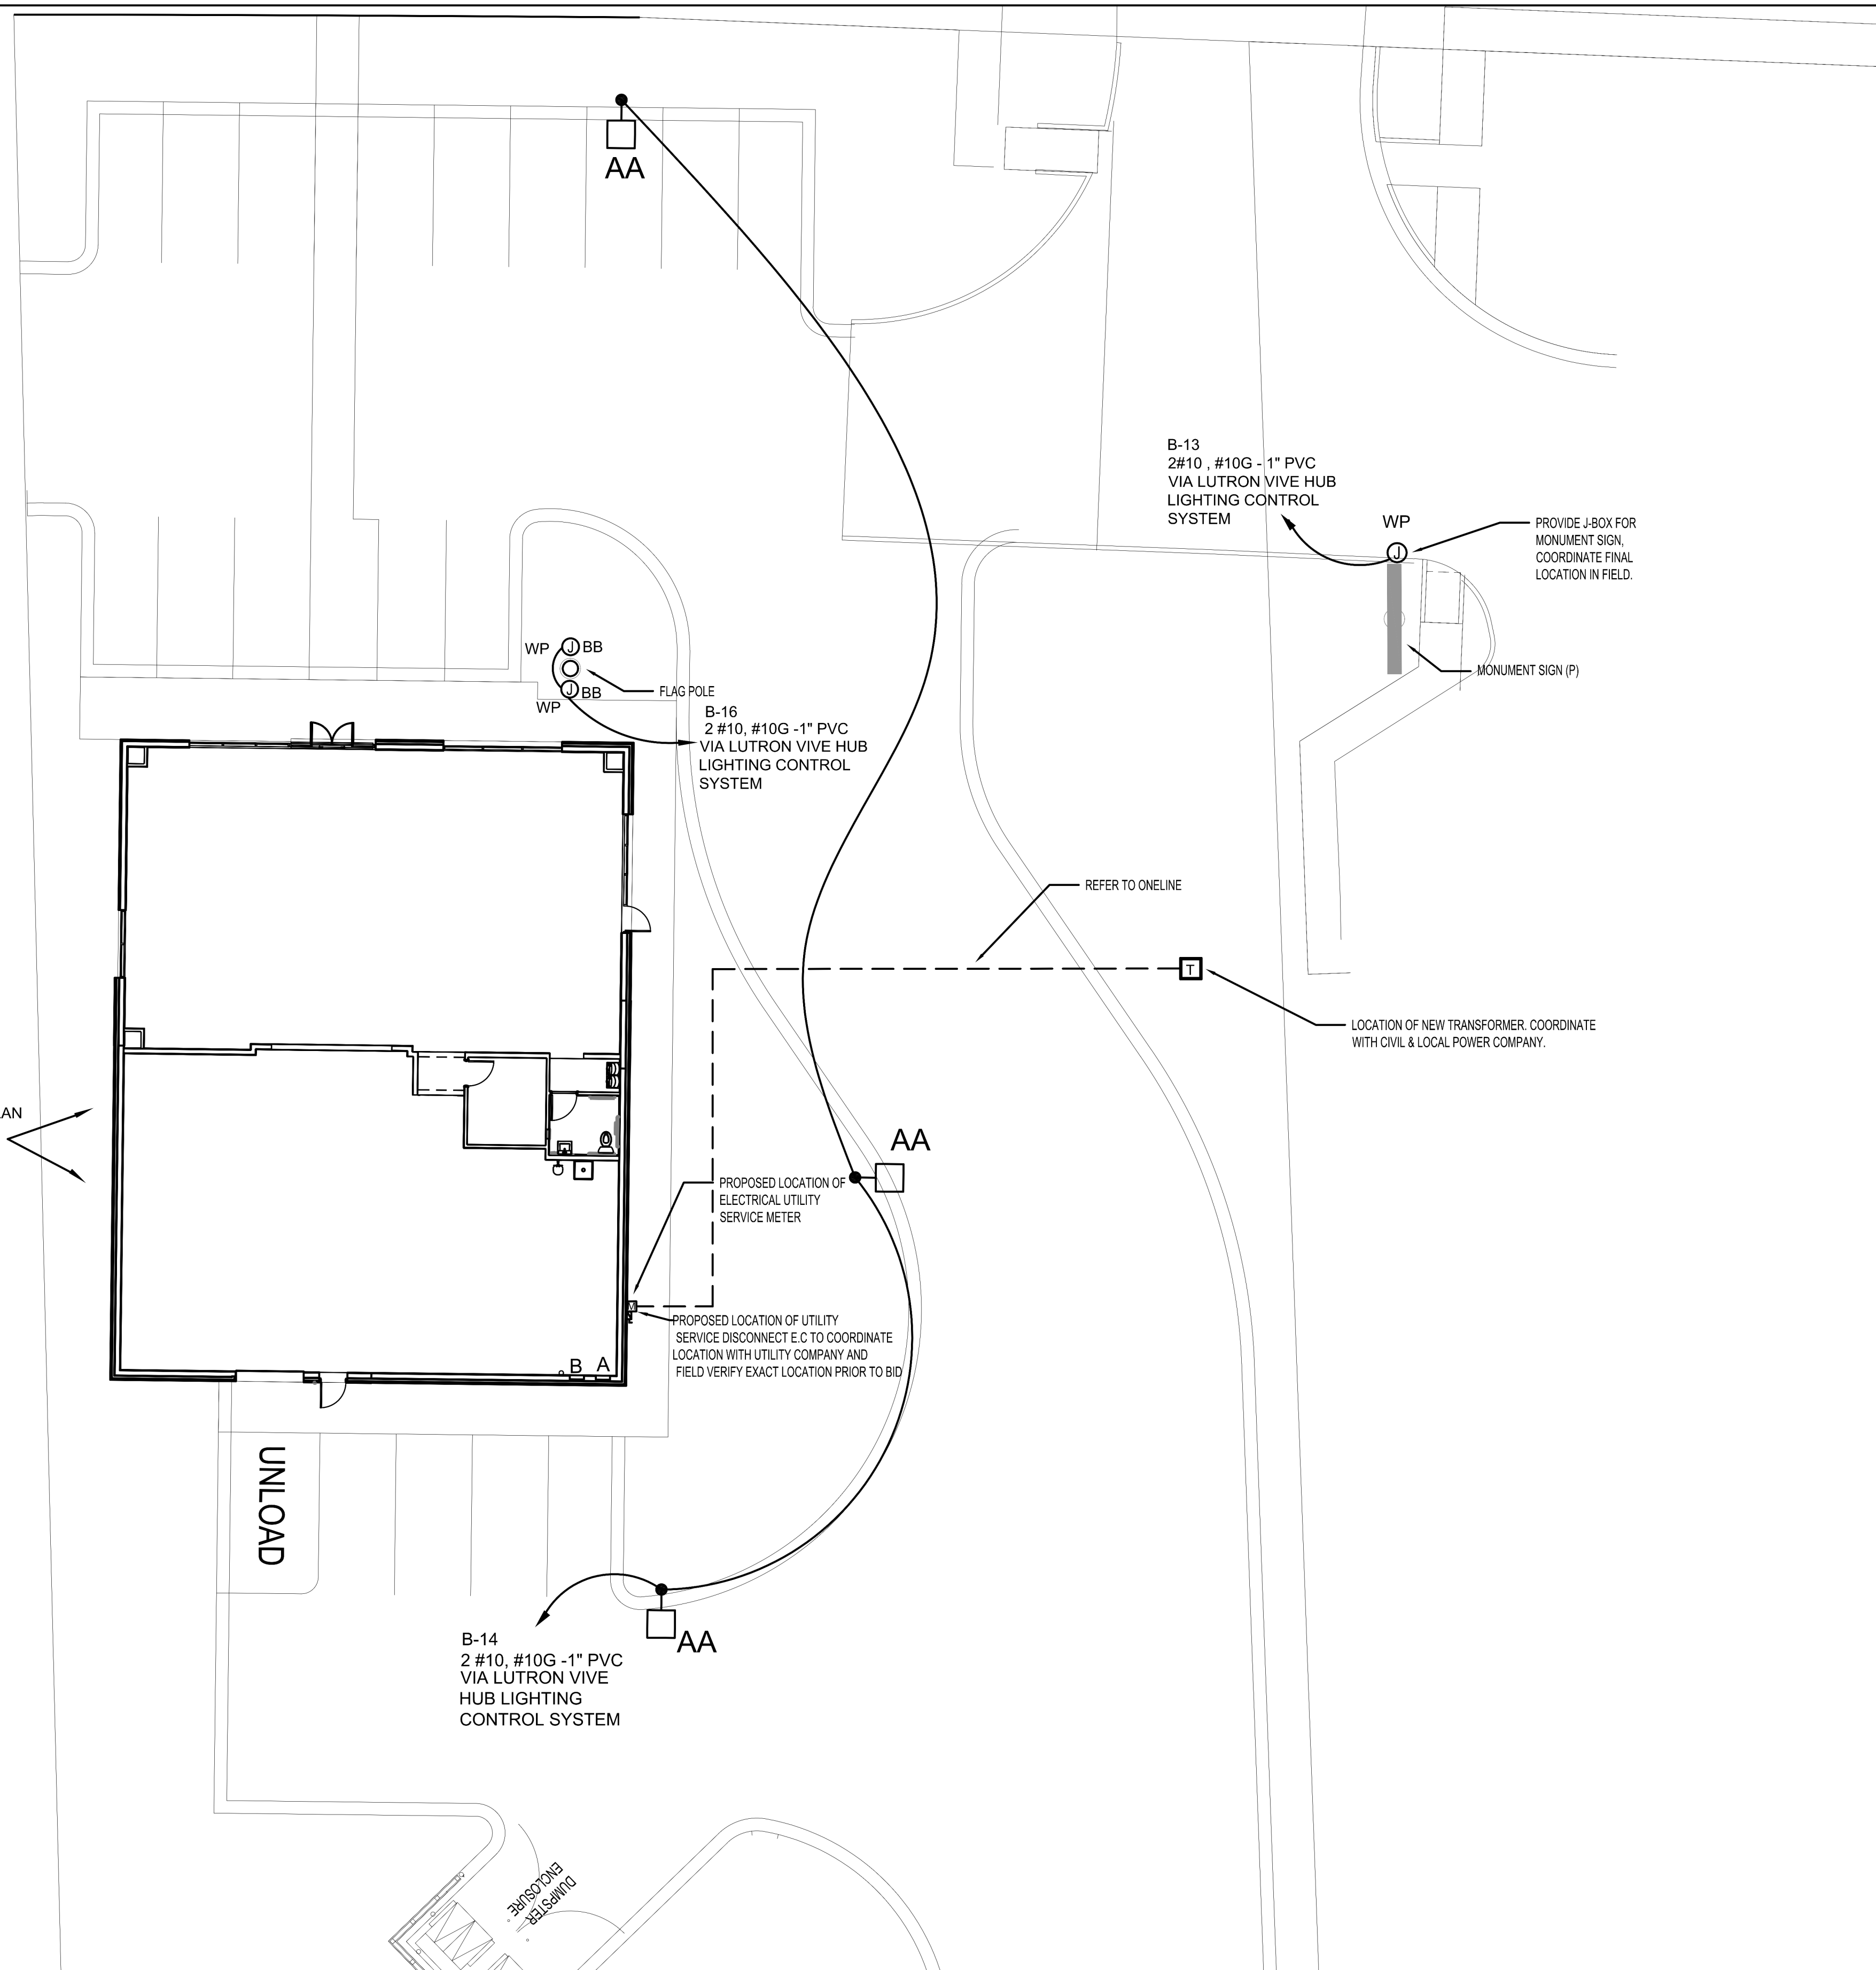 AA
B-13
2#10 , #10G - 1" PVC
VIA LUTRON VIVE HUB
LIGHTING CONTROL
SYSTEM
WP
J
PROVIDE J-BOX FOR
MONUMENT SIGN,
COORDINATE FINAL
LOCATION IN FIELD.
MONUMENT SIGN (P)
WP
J
BB
J
BB
WP
FLAG POLE
B-16
2 #10, #10G -1" PVC
VIA LUTRON VIVE HUB
LIGHTING CONTROL
SYSTEM
REFER TO ONELINE
T
LOCATION OF NEW TRANSFORMER. COORDINATE
WITH CIVIL & LOCAL POWER COMPANY.
AN
AA
PROPOSED LOCATION OF
ELECTRICAL UTILITY
SERVICE METER
M
PROPOSED LOCATION OF UTILITY
SERVICE DISCONNECT E.C TO COORDINATE
LOCATION WITH UTILITY COMPANY AND
FIELD VERIFY EXACT LOCATION PRIOR TO BID
B A
UNLOAD
AA
B-14
2 #10, #10G -1" PVC
VIA LUTRON VIVE
HUB LIGHTING
CONTROL SYSTEM
DUMPSTER
ENCLOSURE